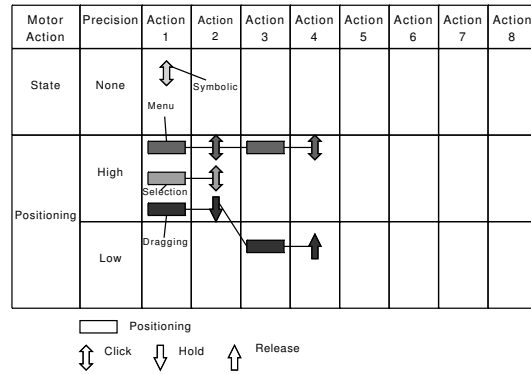 Motor Action Precision Action 1 Action 2 Action 3 Action 4 Action 5 Action 6 Action 7 Action 8
State None Symbolic
Menu
High
Selection
Positioning
Dragging
Low
Positioning
Click Hold Release